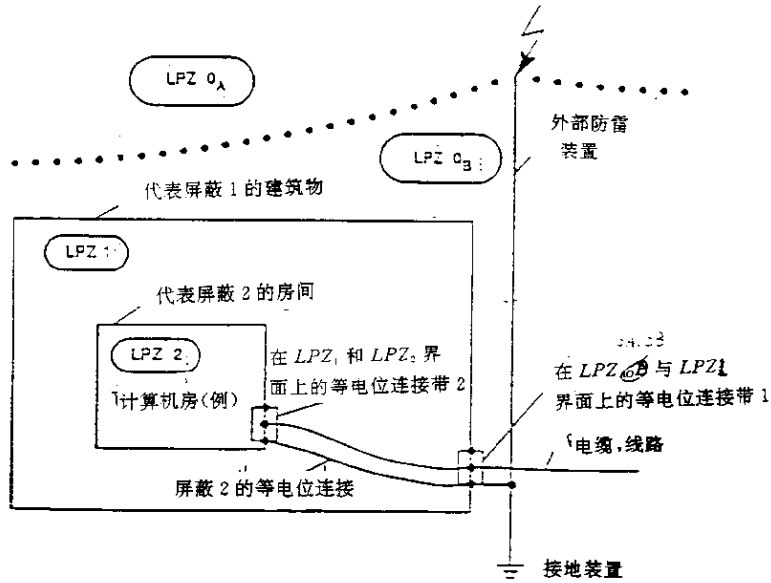 LPZ 0A
外部防雷
装置
LPZ 0B
代表屏蔽 1 的建筑物
LPZ 1
代表屏蔽 2 的房间
LPZ 2
计算机房(例)
在 LPZ₁ 和 LPZ₂ 界
面上的等电位连接带 2
在 LPZ 与 LPZ1
界面上的等电位连接带 1
电缆,线路
屏蔽 2 的等电位连接
接地装置